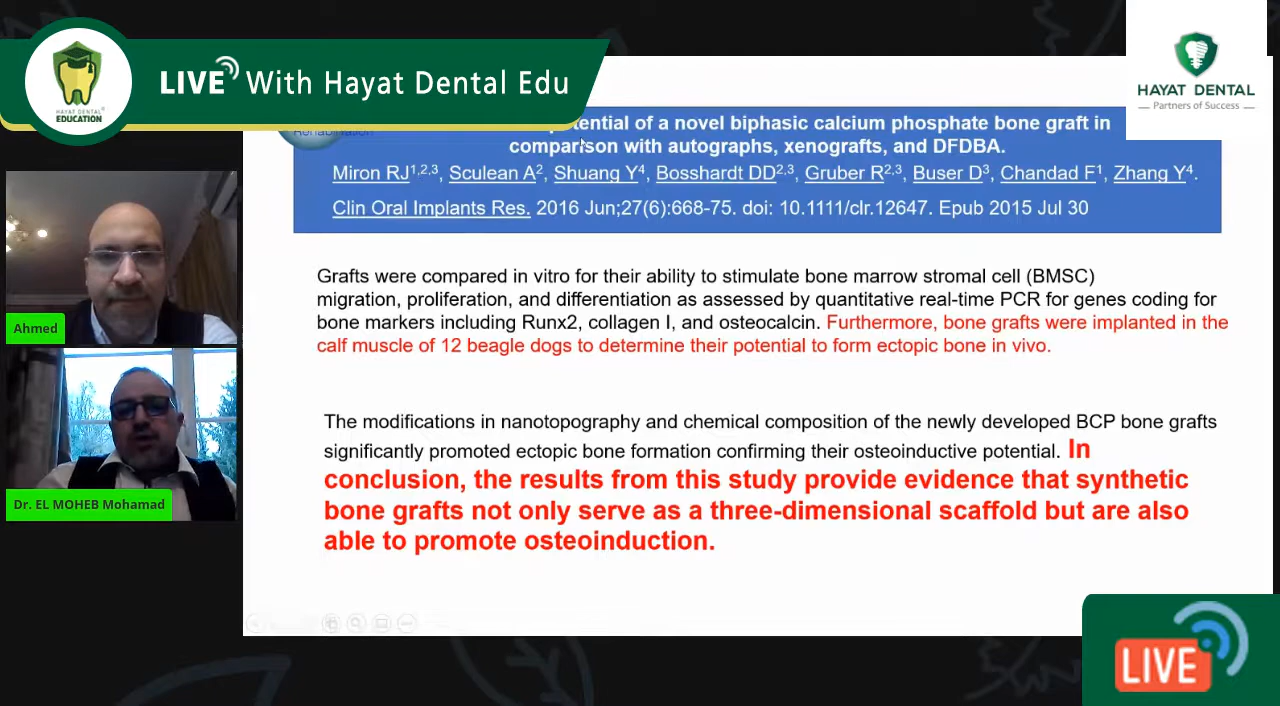 LIVE With Hayat Dental Edu
HAYAT DENTAL
EDUCATION
HAYAT DENTAL
Partners of Success
potential of a novel biphasic calcium phosphate bone graft in
comparison with autographs, xenografts, and DFDBA.
Miron RJ1,2,3, Sculean A2, Shuang Y4, Bosshardt DD2,3, Gruber R2,3, Buser D3, Chandad F1, Zhang Y4.
Clin Oral Implants Res. 2016 Jun;27(6):668-75. doi: 10.1111/clr.12647. Epub 2015 Jul 30
Grafts were compared in vitro for their ability to stimulate bone marrow stromal cell (BMSC)
migration, proliferation, and differentiation as assessed by quantitative real-time PCR for genes coding for
bone markers including Runx2, collagen I, and osteocalcin. Furthermore, bone grafts were implanted in the
calf muscle of 12 beagle dogs to determine their potential to form ectopic bone in vivo.
The modifications in nanotopography and chemical composition of the newly developed BCP bone grafts
significantly promoted ectopic bone formation confirming their osteoinductive potential. In
conclusion, the results from this study provide evidence that synthetic
bone grafts not only serve as a three-dimensional scaffold but are also
able to promote osteoinduction.
Ahmed
Dr. EL MOHEB Mohamad
LIVE